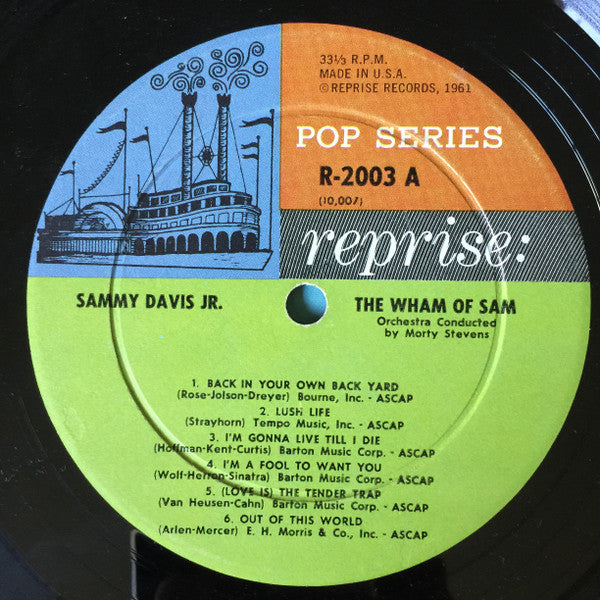 33⅓ R.P.M.
MADE IN U.S.A.
©REPRISE RECORDS, 1961
POP SERIES
R-2003 A
(10,007)
reprise:
SAMMY DAVIS JR.
THE WHAM OF SAM
Orchestra Conducted
by Morty Stevens
1. BACK IN YOUR OWN BACK YARD
(Rose-Jolson-Dreyer) Bourne, Inc. - ASCAP
2. LUSH LIFE
(Strayhorn) Tempo Music, Inc. - ASCAP
3. I'M GONNA LIVE TILL I DIE
(Hoffman-Kent-Curtis) Barton Music Corp. - ASCAP
4. I'M A FOOL TO WANT YOU
(Wolf-Herron-Sinatra) Barton Music Corp. - ASCAP
5. (LOVE IS) THE TENDER TRAP
(Van Heusen-Cahn) Barton Music Corp. - ASCAP
6. OUT OF THIS WORLD
(Arlen-Mercer) E. H. Morris & Co., Inc. - ASCAP